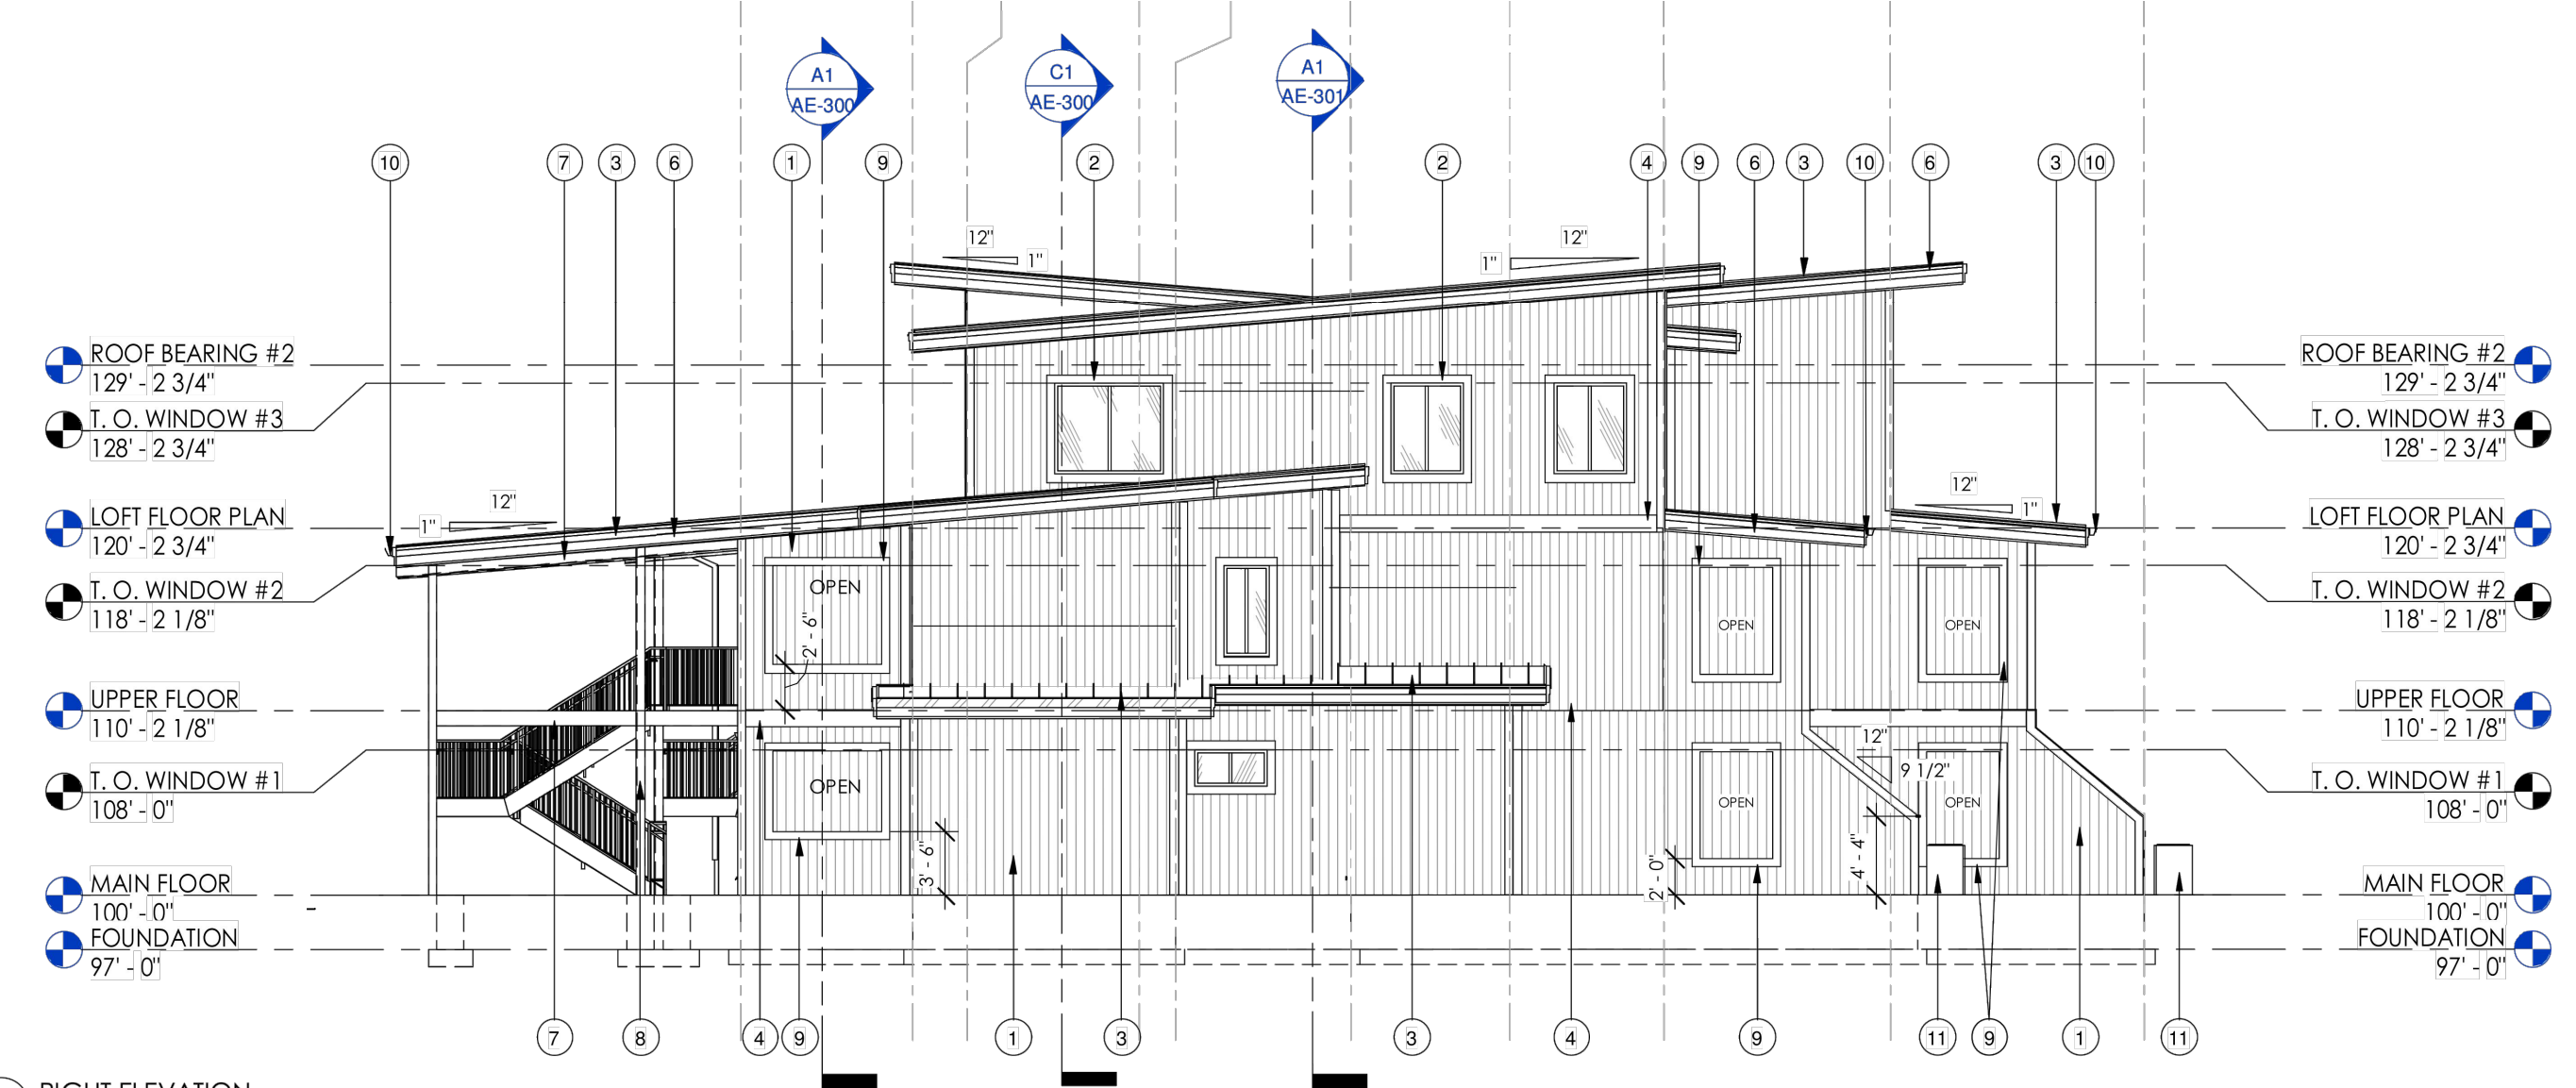 A1
AE-300
C1
AE-300
A1
AE-301
10
7
3
6
1
9
2
2
4
9
6
3
10
6
3
10
12"
1"
12"
1"
ROOF BEARING #2
129' - 2 3/4"
T. O. WINDOW #3
128' - 2 3/4"
LOFT FLOOR PLAN
120' - 2 3/4"
T. O. WINDOW #2
118' - 2 1/8"
UPPER FLOOR
110' - 2 1/8"
T. O. WINDOW #1
108' - 0"
MAIN FLOOR
100' - 0"
FOUNDATION
97' - 0"
12"
1"
OPEN
2' - 6"
OPEN
3' - 6"
12"
1"
OPEN
OPEN
12"
9 1/2"
OPEN
OPEN
2' - 0"
4' - 4"
ROOF BEARING #2
129' - 2 3/4"
T. O. WINDOW #3
128' - 2 3/4"
LOFT FLOOR PLAN
120' - 2 3/4"
T. O. WINDOW #2
118' - 2 1/8"
UPPER FLOOR
110' - 2 1/8"
T. O. WINDOW #1
108' - 0"
MAIN FLOOR
100' - 0"
FOUNDATION
97' - 0"
7
8
4
9
1
3
3
4
9
11
9
1
11
RIGHT ELEVATION